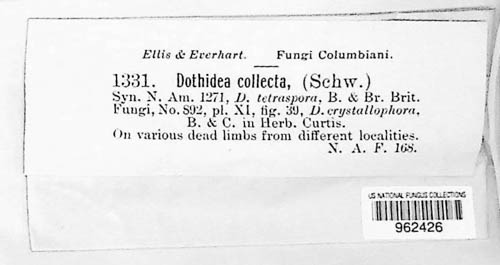 Ellis & Everhart. — Fungi Columbiani.
1331. Dothidea collecta, (Schw.)
Syn. N. Am. 1271, D. tetraspora, B. & Br. Brit.
Fungi, No. 892, pl. XI, fig. 39, D. crystallophora,
B. & C. in Herb. Curtis.
On various dead limbs from different localities.
N. A. F. 168.
US NATIONAL FUNGUS COLLECTIONS
962426